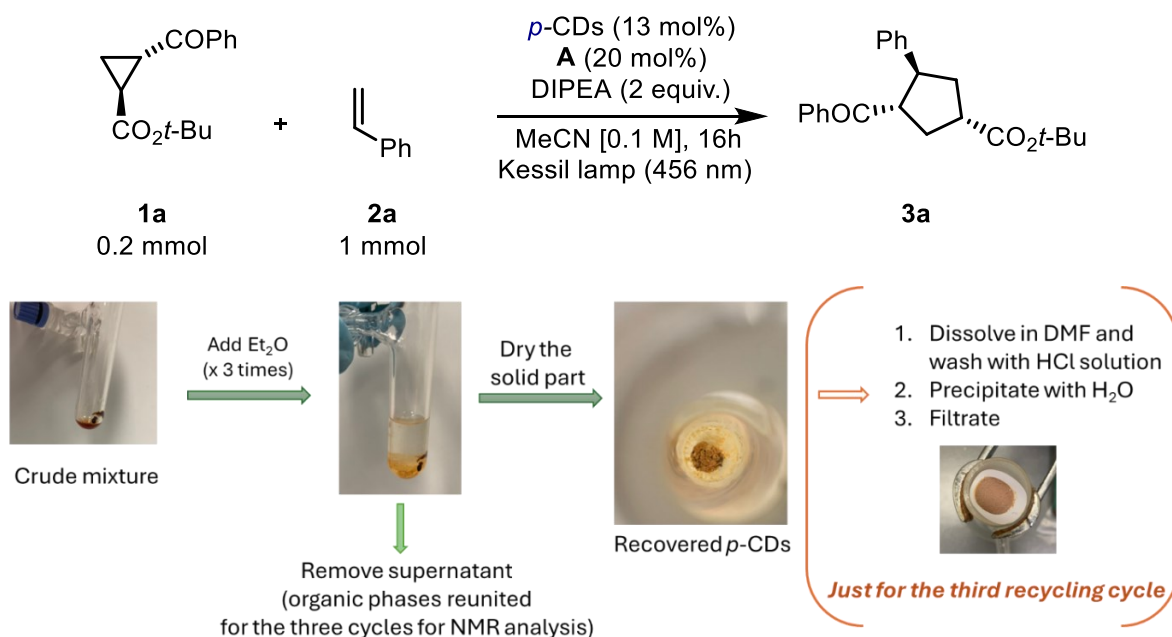 COPh
CO2t-Bu
1a
0.2 mmol
+
Ph
2a
1 mmol
p-CDs (13 mol%)
A (20 mol%)
DIPEA (2 equiv.)
MeCN [0.1 M], 16h
Kessil lamp (456 nm)
Ph
PhOC
CO2t-Bu
3a
Crude mixture
Add Et2O
(x 3 times)
Remove supernatant
(organic phases reunited
for the three cycles for NMR analysis)
Dry the
solid part
Recovered p-CDs
1. Dissolve in DMF and
wash with HCl solution
2. Precipitate with H2O
3. Filtrate
Just for the third recycling cycle